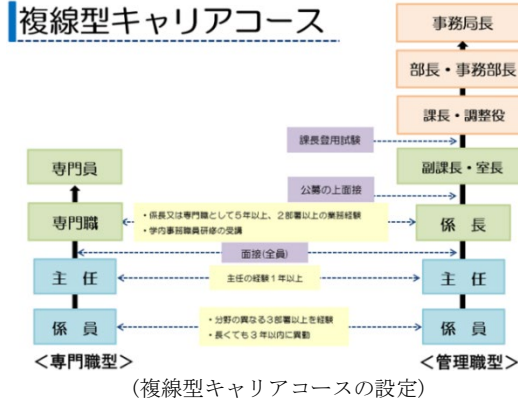 複線型キャリアコース
事務局長
部長・事務部長
課長・調整役
課長登用試験
専門員
副課長・室長
公募の上面接
専門職
・係長又は専門職として5年以上、2部署以上の業務経験
・学内事務職員研修の受講
係 長
面接(全員)
主 任
主任の経験1年以上
主 任
係 員
・分野の異なる3部署以上を経験
・長くても3年以内に異動
係 員
＜専門職型＞
＜管理職型＞
(複線型キャリアコースの設定)